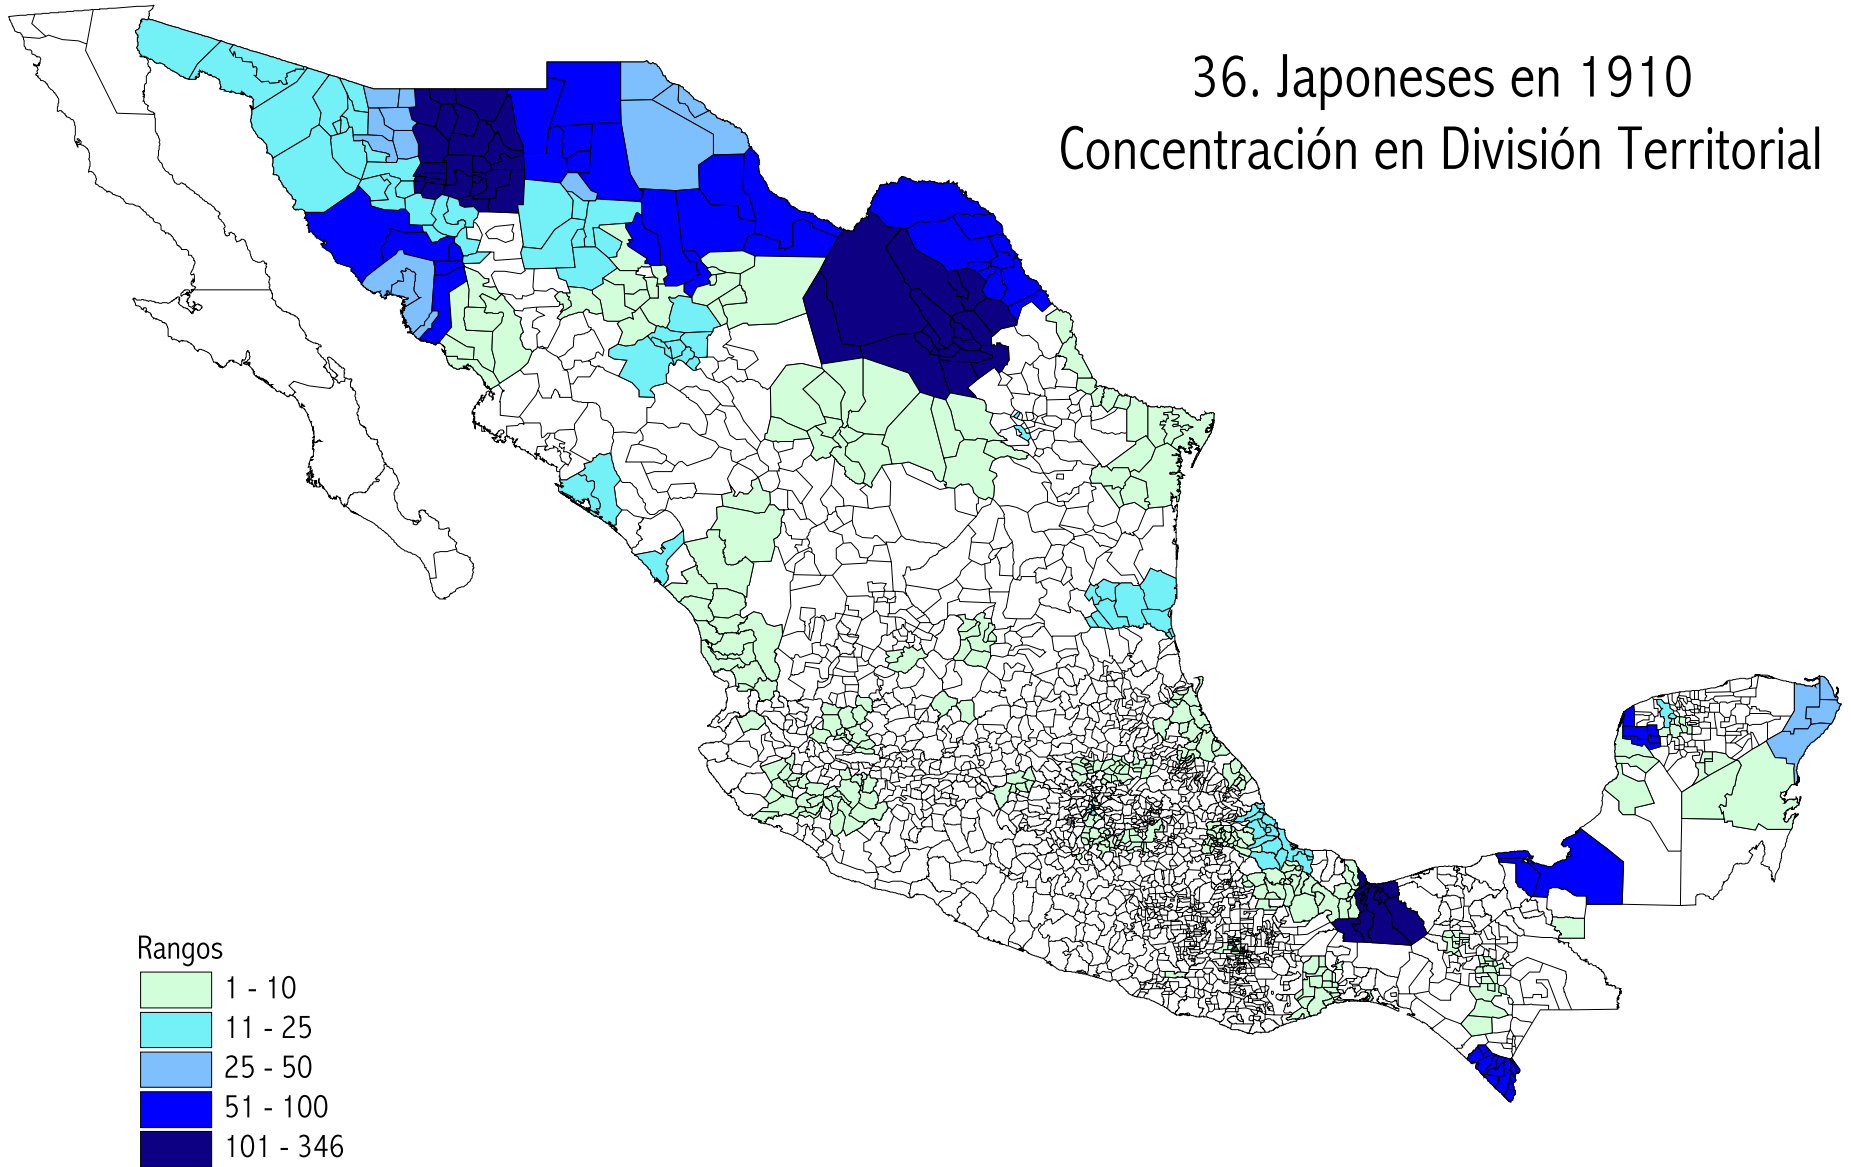 36. Japoneses en 1910
Concentración en División Territorial
Rangos
1 - 10
11 - 25
25 - 50
51 - 100
101 - 346